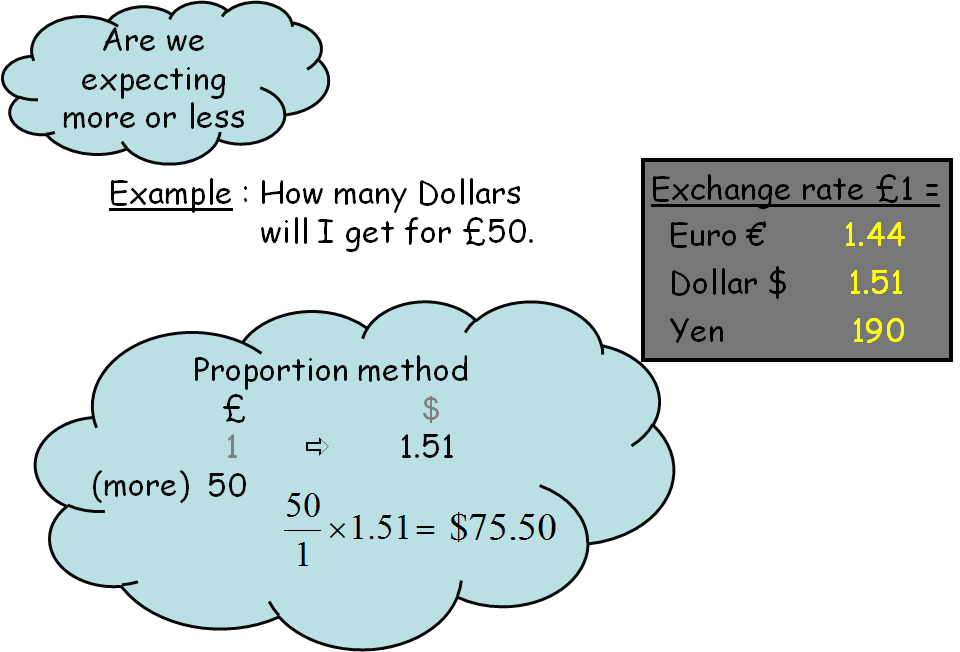 Are we
expecting
more or less
Example : How many Dollars
will I get for £50.
Exchange rate £1 =
Euro € 1.44
Dollar $ 1.51
Yen 190
Proportion method
£ $
1 ⇨ 1.51
(more) 50
50/1 ×1.51= $75.50